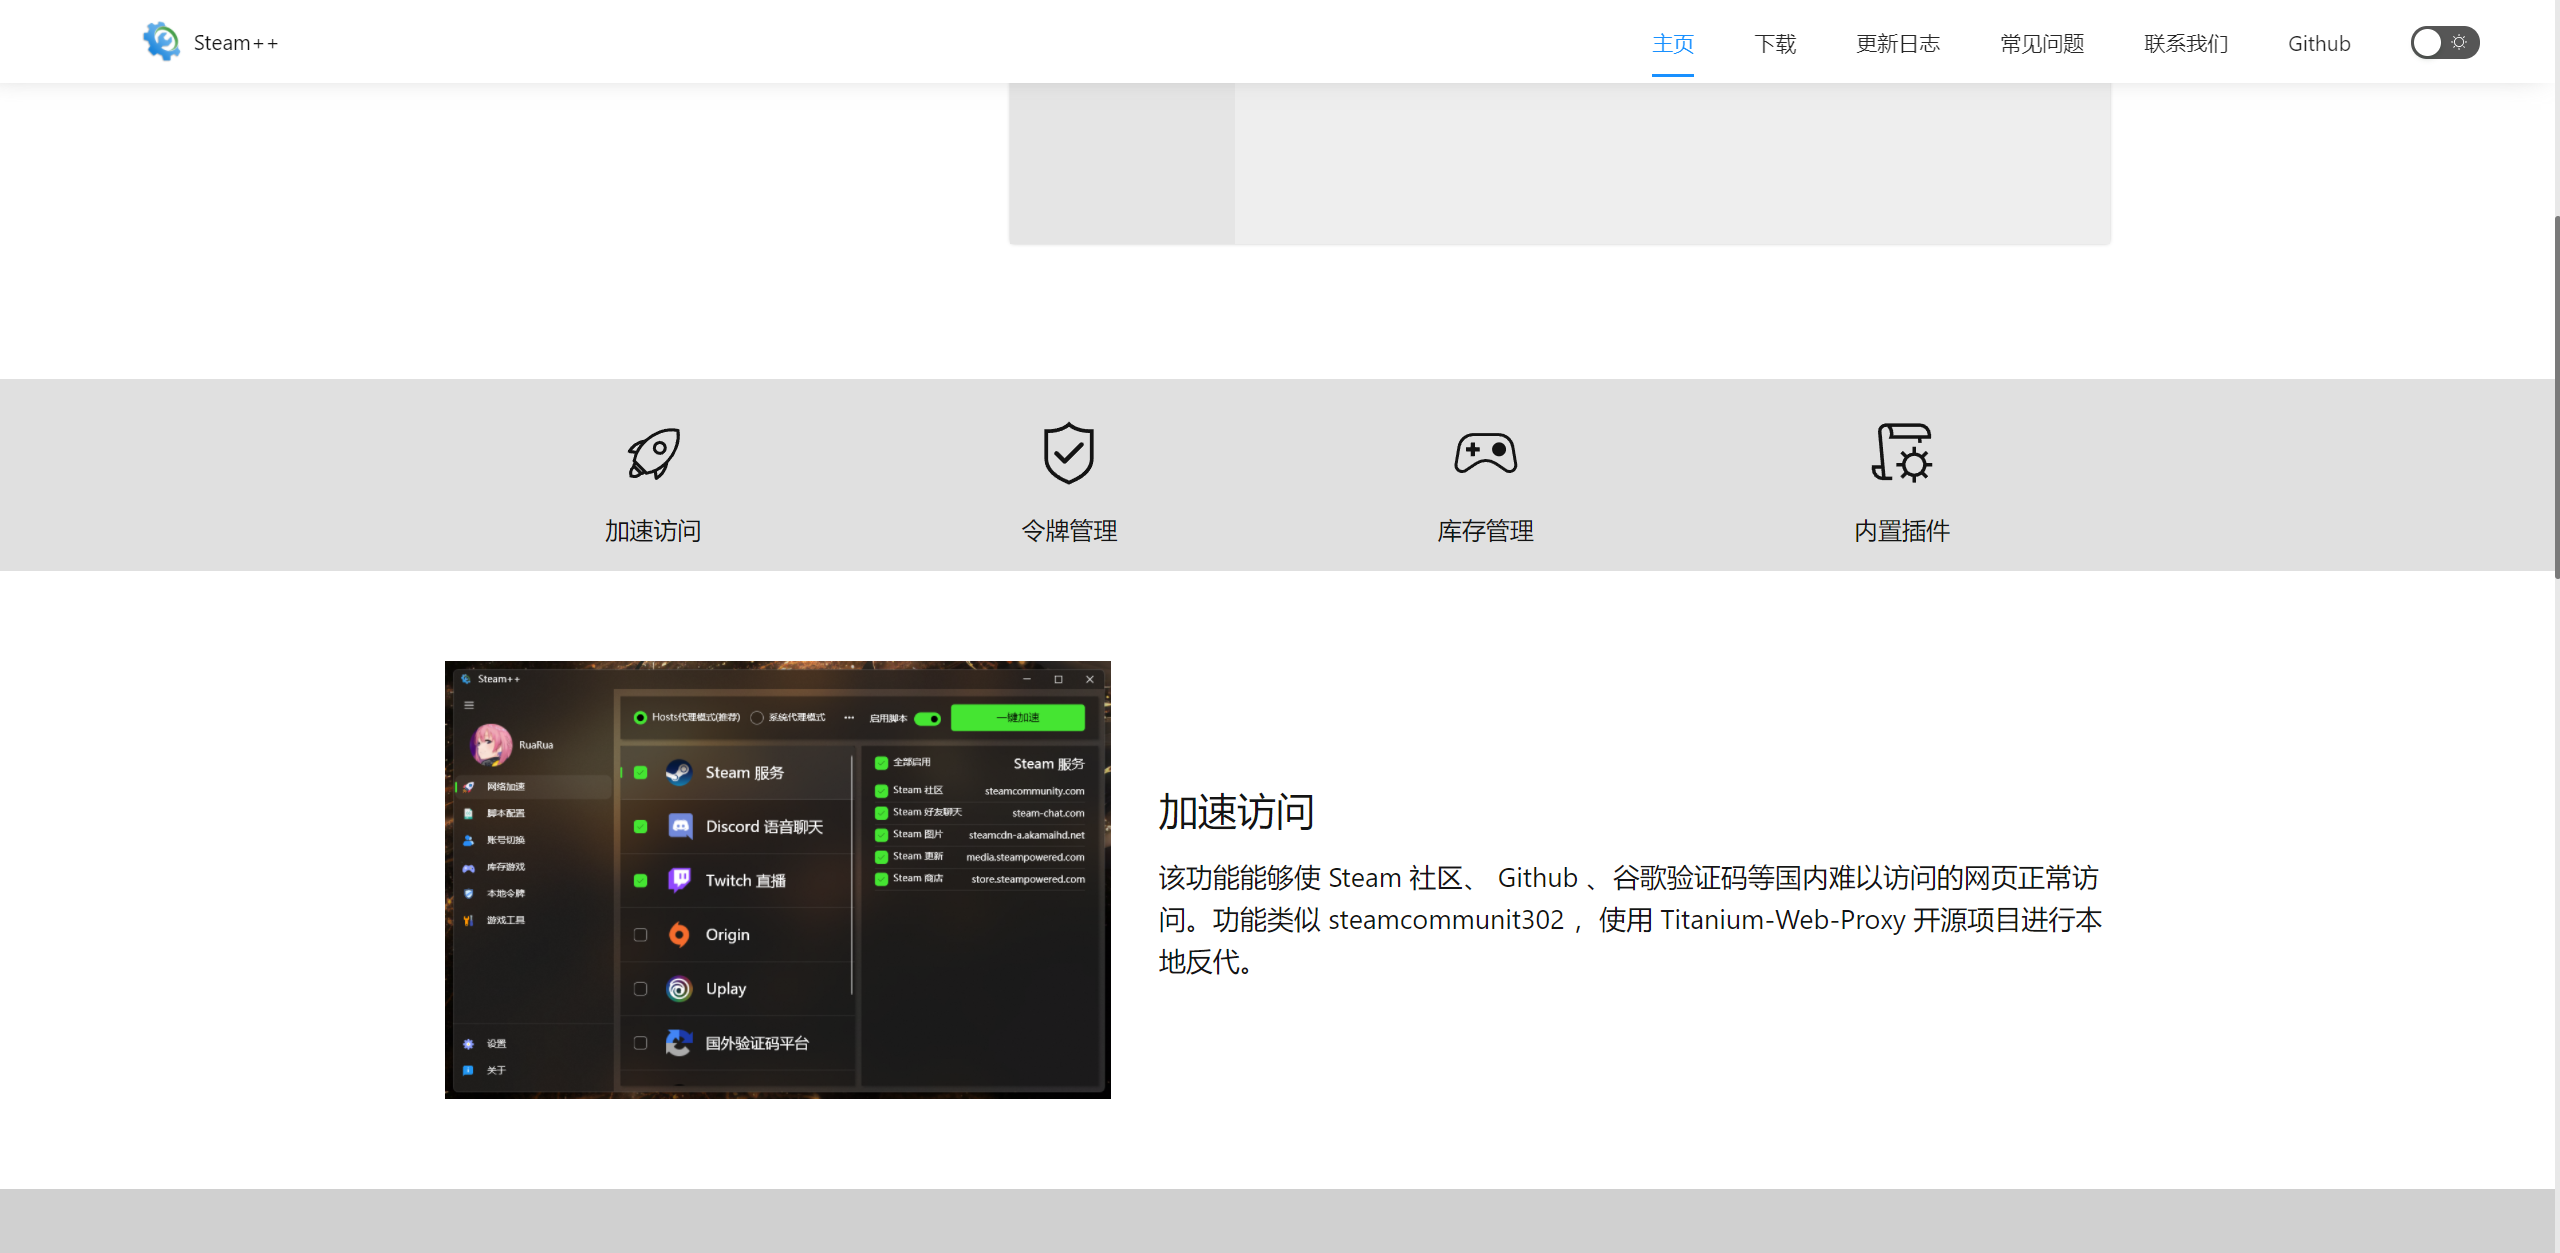 Steam++
主页
下载
更新日志
常见问题
联系我们
Github
加速访问
令牌管理
库存管理
内置插件
Steam++
RuaRua
网络加速
脚本配置
账号切换
库存游戏
本地令牌
游戏工具
设置
关于
Hosts代理模式(推荐)
系统代理模式
启用脚本
一键加速
Steam 服务
Discord 语音聊天
Twitch 直播
Origin
Uplay
国外验证码平台
全部启用 Steam 服务
Steam 社区 steamcommunity.com
Steam 好友聊天 steam-chat.com
Steam 图片 steamcdn-a.akamaihd.net
Steam 更新 media.steampowered.com
Steam 商店 store.steampowered.com
加速访问
该功能能够使 Steam 社区、 Github 、谷歌验证码等国内难以访问的网页正常访
问。功能类似 steamcommunit302 ，使用 Titanium-Web-Proxy 开源项目进行本
地反代。